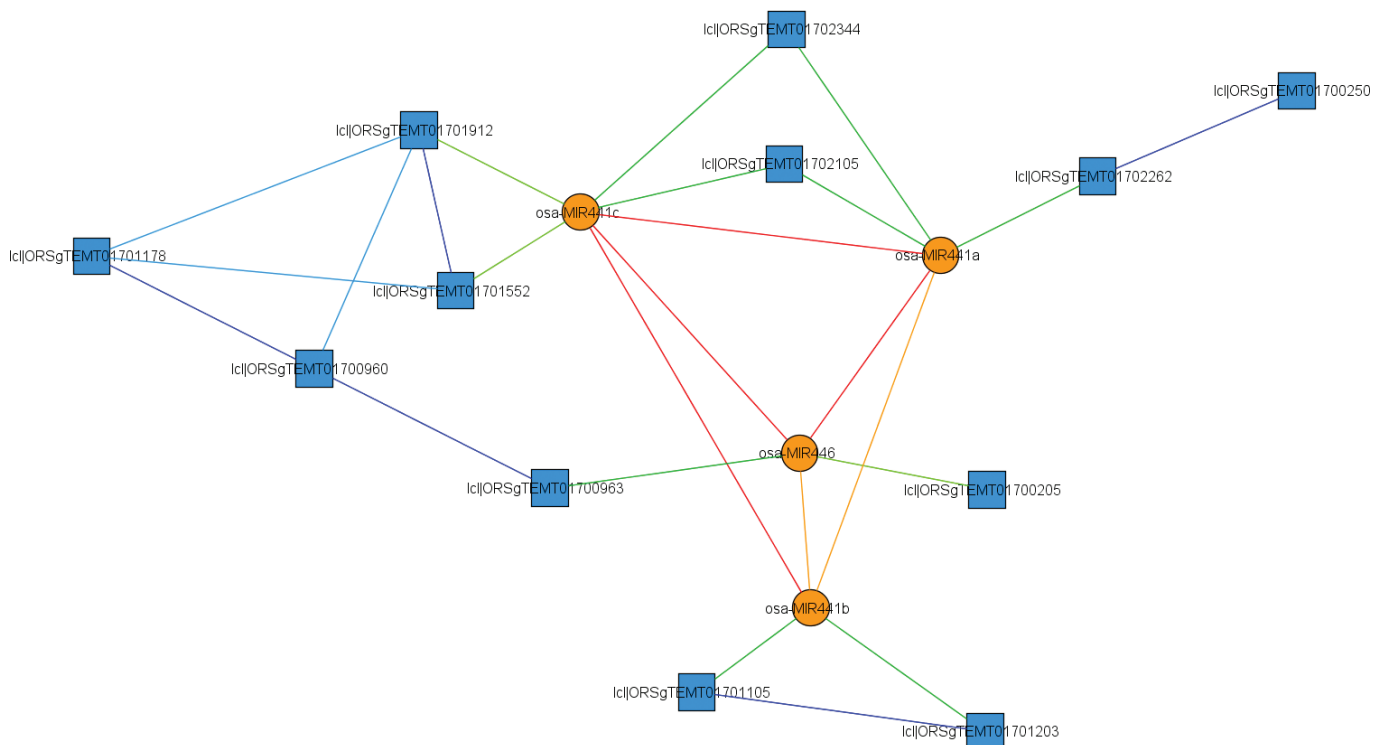 lcl|ORSgTEMT01702344
lcl|ORSgTEMT01700250
lcl|ORSgTEMT01701912
lcl|ORSgTEMT01702105
lcl|ORSgTEMT01702262
osa-MIR441c
lcl|ORSgTEMT01701178
osa-MIR441a
lcl|ORSgTEMT01701552
lcl|ORSgTEMT01700960
osa-MIR446
lcl|ORSgTEMT01700963
lcl|ORSgTEMT01700205
osa-MIR441b
lcl|ORSgTEMT01701105
lcl|ORSgTEMT01701203